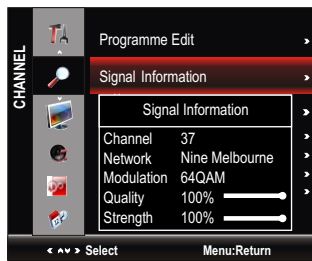 CHANNEL
Programme Edit
Signal Information
Signal Information
Channel 37
Network Nine Melbourne
Modulation 64QAM
Quality 100%
Strength 100%
Select Menu:Return